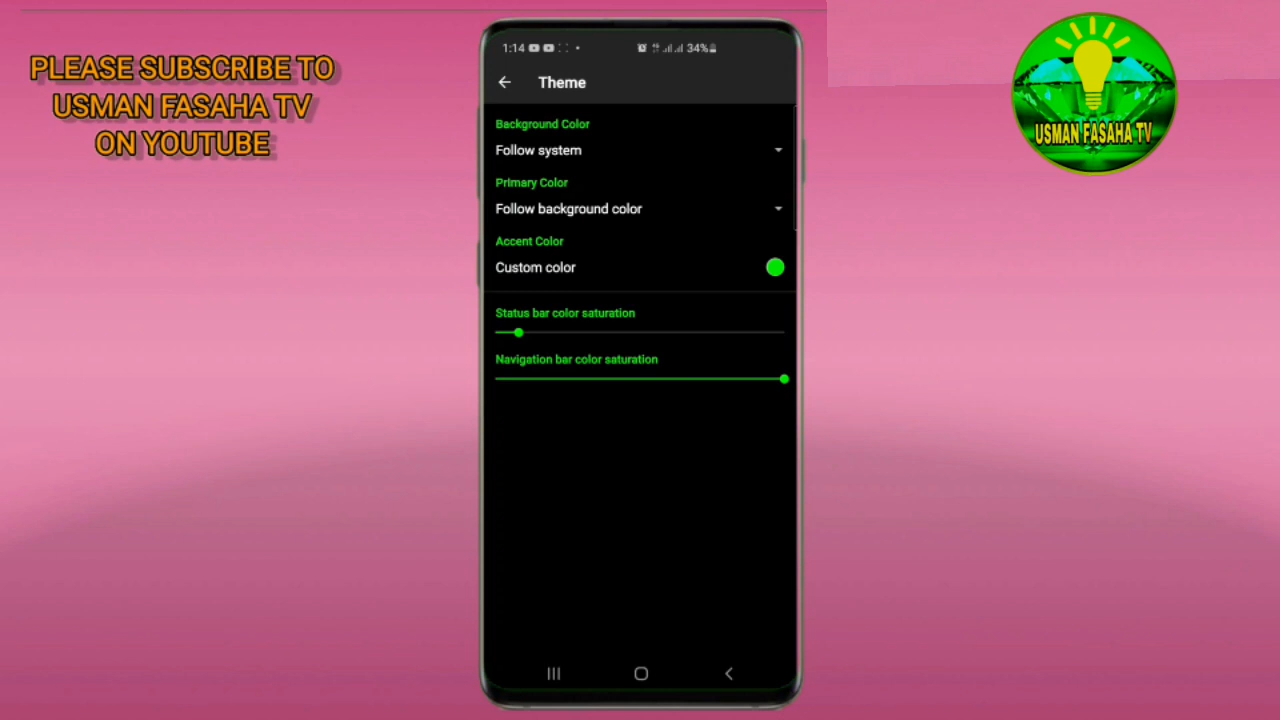 PLEASE SUBSCRIBE TO
USMAN FASAHA TV
ON YOUTUBE
1:14
34%
Theme
Background Color
Follow system
Primary Color
Follow background color
Accent Color
Custom color
Status bar color saturation
Navigation bar color saturation
USMAN FASAHA TV